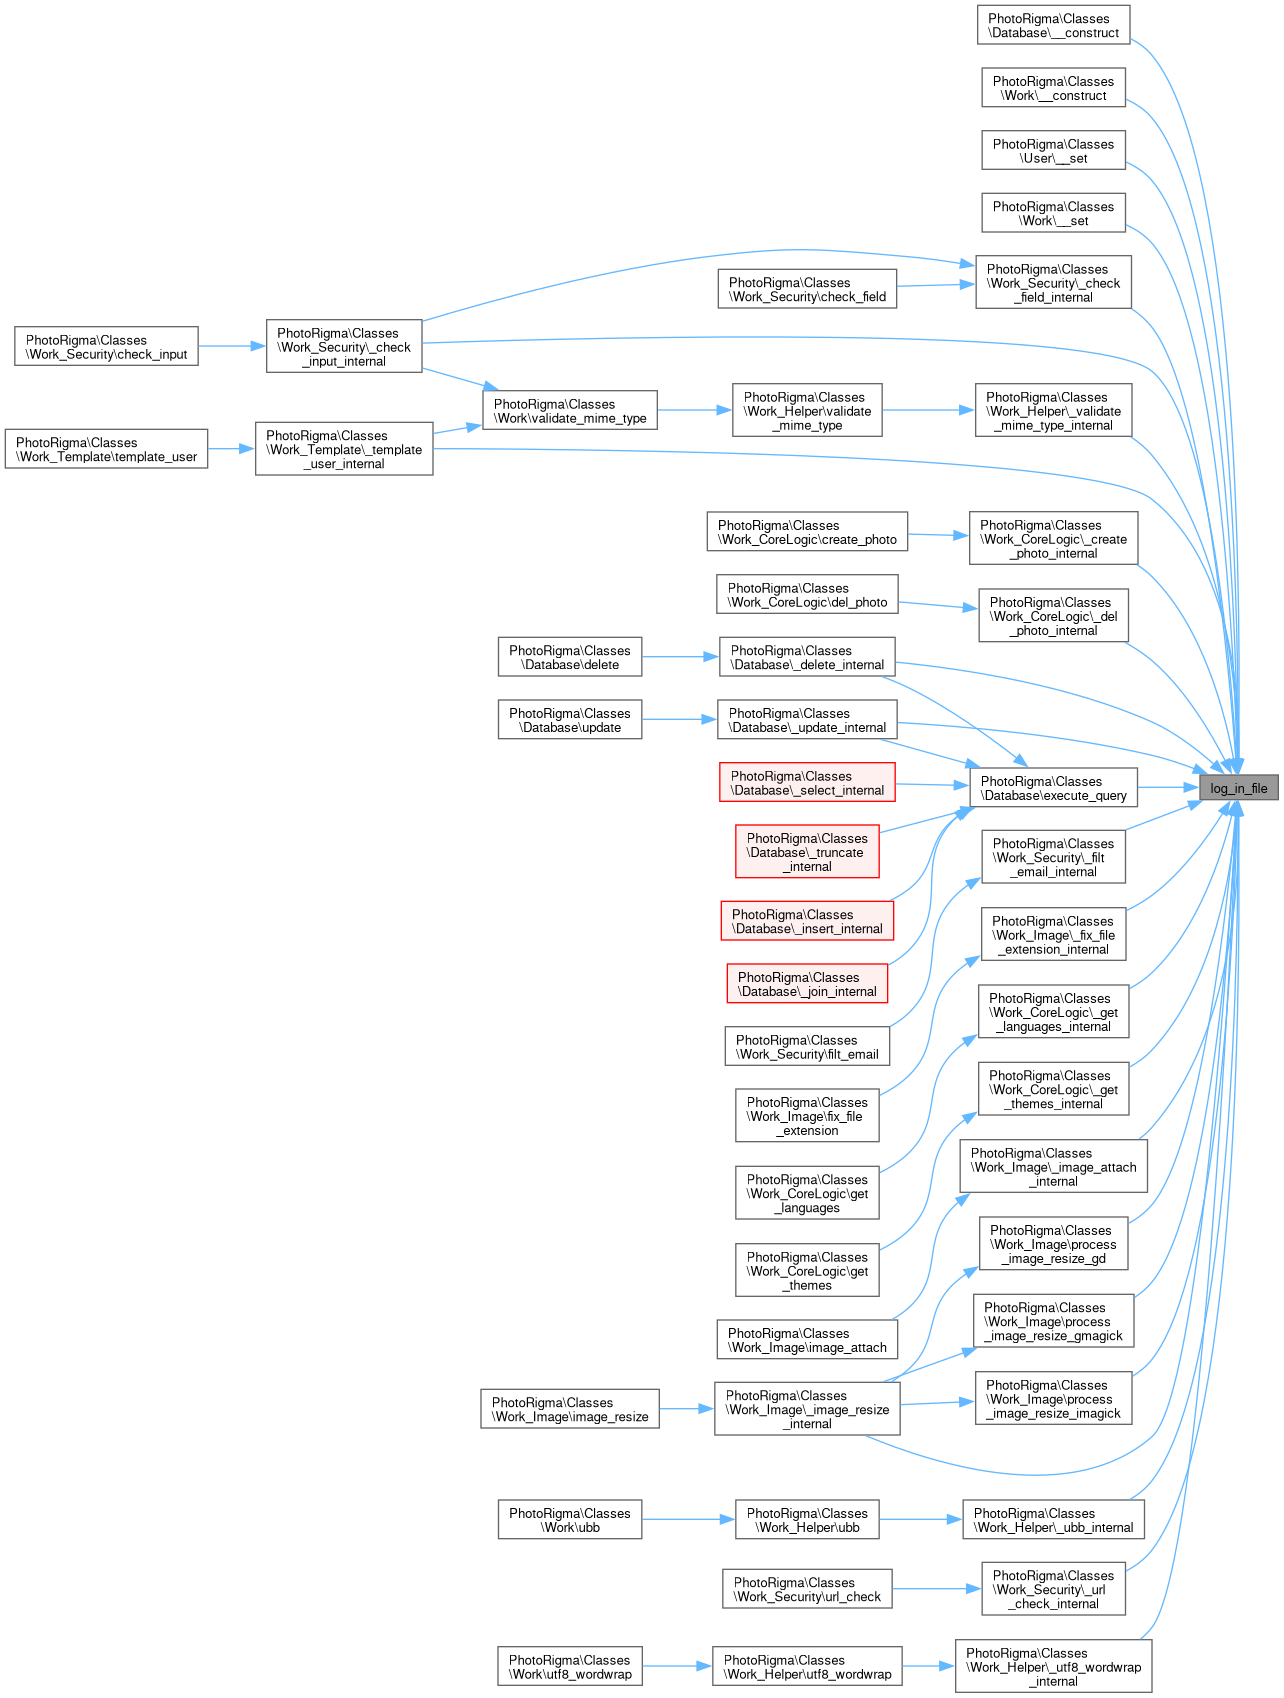 PhotoRigma\Classes
\Database\__construct
PhotoRigma\Classes
\Work\__construct
PhotoRigma\Classes
\User\__set
PhotoRigma\Classes
\Work\__set
PhotoRigma\Classes
\Work_Security\_check
_field_internal
PhotoRigma\Classes
\Work_Security\check_field
PhotoRigma\Classes
\Work_Security\_check
_input_internal
PhotoRigma\Classes
\Work_Security\check_input
PhotoRigma\Classes
\Work\validate_mime_type
PhotoRigma\Classes
\Work_Helper\validate
_mime_type
PhotoRigma\Classes
\Work_Helper\_validate
_mime_type_internal
PhotoRigma\Classes
\Work_Template\_template
_user_internal
PhotoRigma\Classes
\Work_Template\template_user
PhotoRigma\Classes
\Work_CoreLogic\create_photo
PhotoRigma\Classes
\Work_CoreLogic\_create
_photo_internal
PhotoRigma\Classes
\Work_CoreLogic\del_photo
PhotoRigma\Classes
\Work_CoreLogic\_del
_photo_internal
PhotoRigma\Classes
\Database\delete
PhotoRigma\Classes
\Database\_delete_internal
PhotoRigma\Classes
\Database\update
PhotoRigma\Classes
\Database\_update_internal
PhotoRigma\Classes
\Database\_select_internal
PhotoRigma\Classes
\Database\execute_query
log_in_file
PhotoRigma\Classes
\Database\_truncate
_internal
PhotoRigma\Classes
\Work_Security\_filt
_email_internal
PhotoRigma\Classes
\Database\_insert_internal
PhotoRigma\Classes
\Work_Image\_fix_file
_extension_internal
PhotoRigma\Classes
\Database\_join_internal
PhotoRigma\Classes
\Work_CoreLogic\_get
_languages_internal
PhotoRigma\Classes
\Work_Security\filt_email
PhotoRigma\Classes
\Work_CoreLogic\_get
_themes_internal
PhotoRigma\Classes
\Work_Image\fix_file
_extension
PhotoRigma\Classes
\Work_Image\_image_attach
_internal
PhotoRigma\Classes
\Work_CoreLogic\get
_languages
PhotoRigma\Classes
\Work_Image\process
_image_resize_gd
PhotoRigma\Classes
\Work_CoreLogic\get
_themes
PhotoRigma\Classes
\Work_Image\process
_image_resize_gmagick
PhotoRigma\Classes
\Work_Image\image_attach
PhotoRigma\Classes
\Work_Image\process
_image_resize_imagick
PhotoRigma\Classes
\Work_Image\_image_resize
_internal
PhotoRigma\Classes
\Work_Image\image_resize
PhotoRigma\Classes
\Work\ubb
PhotoRigma\Classes
\Work_Helper\ubb
PhotoRigma\Classes
\Work_Helper\_ubb_internal
PhotoRigma\Classes
\Work_Security\url_check
PhotoRigma\Classes
\Work_Security\_url
_check_internal
PhotoRigma\Classes
\Work\utf8_wordwrap
PhotoRigma\Classes
\Work_Helper\utf8_wordwrap
PhotoRigma\Classes
\Work_Helper\_utf8_wordwrap
_internal